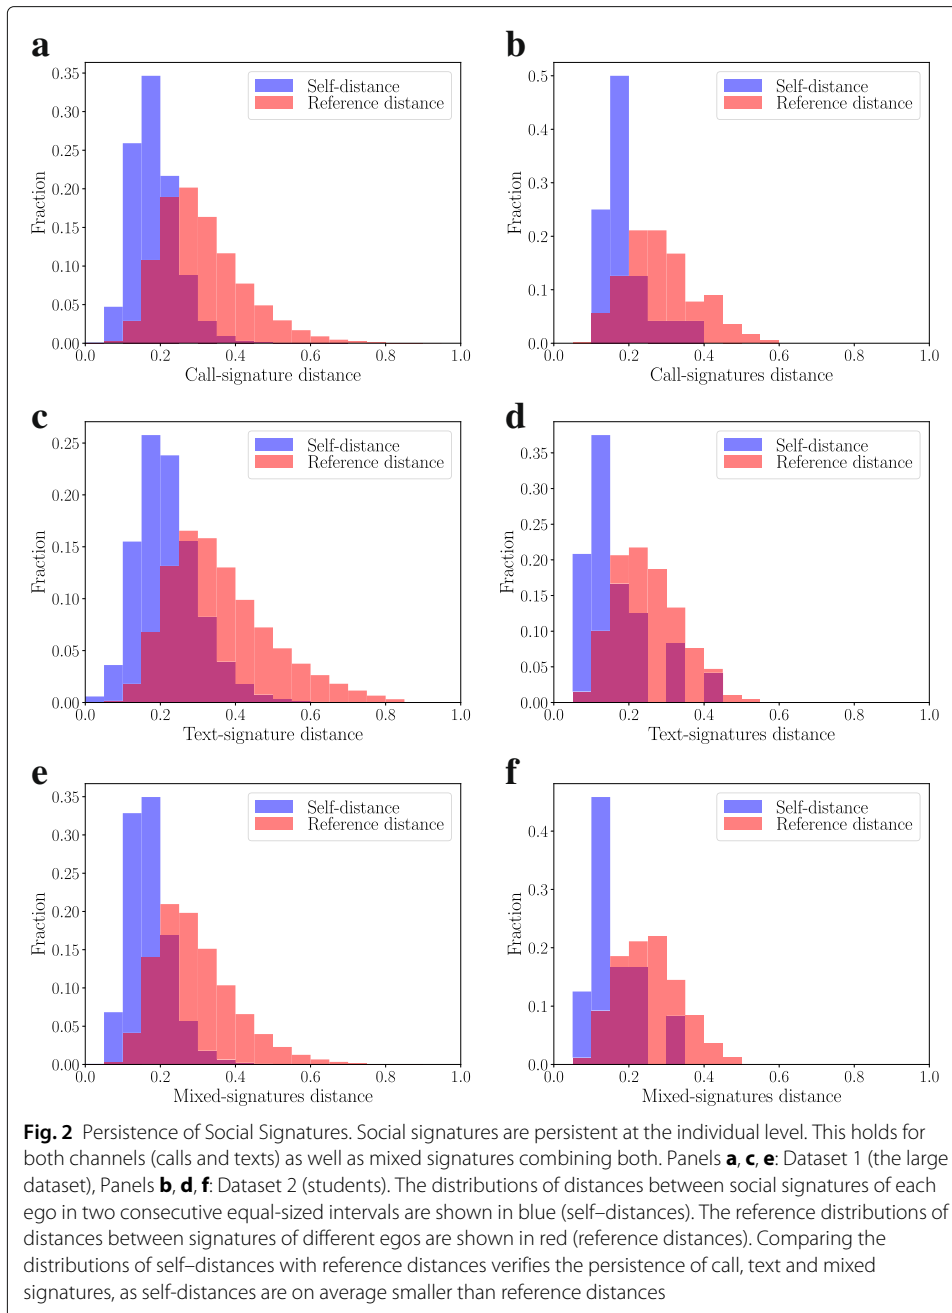 a
0.35
0.30
0.25
0.20
0.15
0.10
0.05
0.00
Fraction
Self-distance
Reference distance
0.0 0.2 0.4 0.6 0.8 1.0
Call-signature distance
b
0.5
0.4
0.3
0.2
0.1
0.0
Fraction
Self-distance
Reference distance
0.0 0.2 0.4 0.6 0.8 1.0
Call-signatures distance
c
0.25
0.20
0.15
0.10
0.05
0.00
Fraction
Self-distance
Reference distance
0.0 0.2 0.4 0.6 0.8 1.0
Text-signature distance
d
0.35
0.30
0.25
0.20
0.15
0.10
0.05
0.00
Fraction
Self-distance
Reference distance
0.0 0.2 0.4 0.6 0.8 1.0
Text-signatures distance
e
0.35
0.30
0.25
0.20
0.15
0.10
0.05
0.00
Fraction
Self-distance
Reference distance
0.0 0.2 0.4 0.6 0.8 1.0
Mixed-signatures distance
f
0.4
0.3
0.2
0.1
0.0
Fraction
Self-distance
Reference distance
0.0 0.2 0.4 0.6 0.8 1.0
Mixed-signatures distance
Fig. 2 Persistence of Social Signatures. Social signatures are persistent at the individual level. This holds for
both channels (calls and texts) as well as mixed signatures combining both. Panels a, c, e: Dataset 1 (the large
dataset), Panels b, d, f: Dataset 2 (students). The distributions of distances between social signatures of each
ego in two consecutive equal-sized intervals are shown in blue (self–distances). The reference distributions of
distances between signatures of different egos are shown in red (reference distances). Comparing the
distributions of self–distances with reference distances verifies the persistence of call, text and mixed
signatures, as self-distances are on average smaller than reference distances